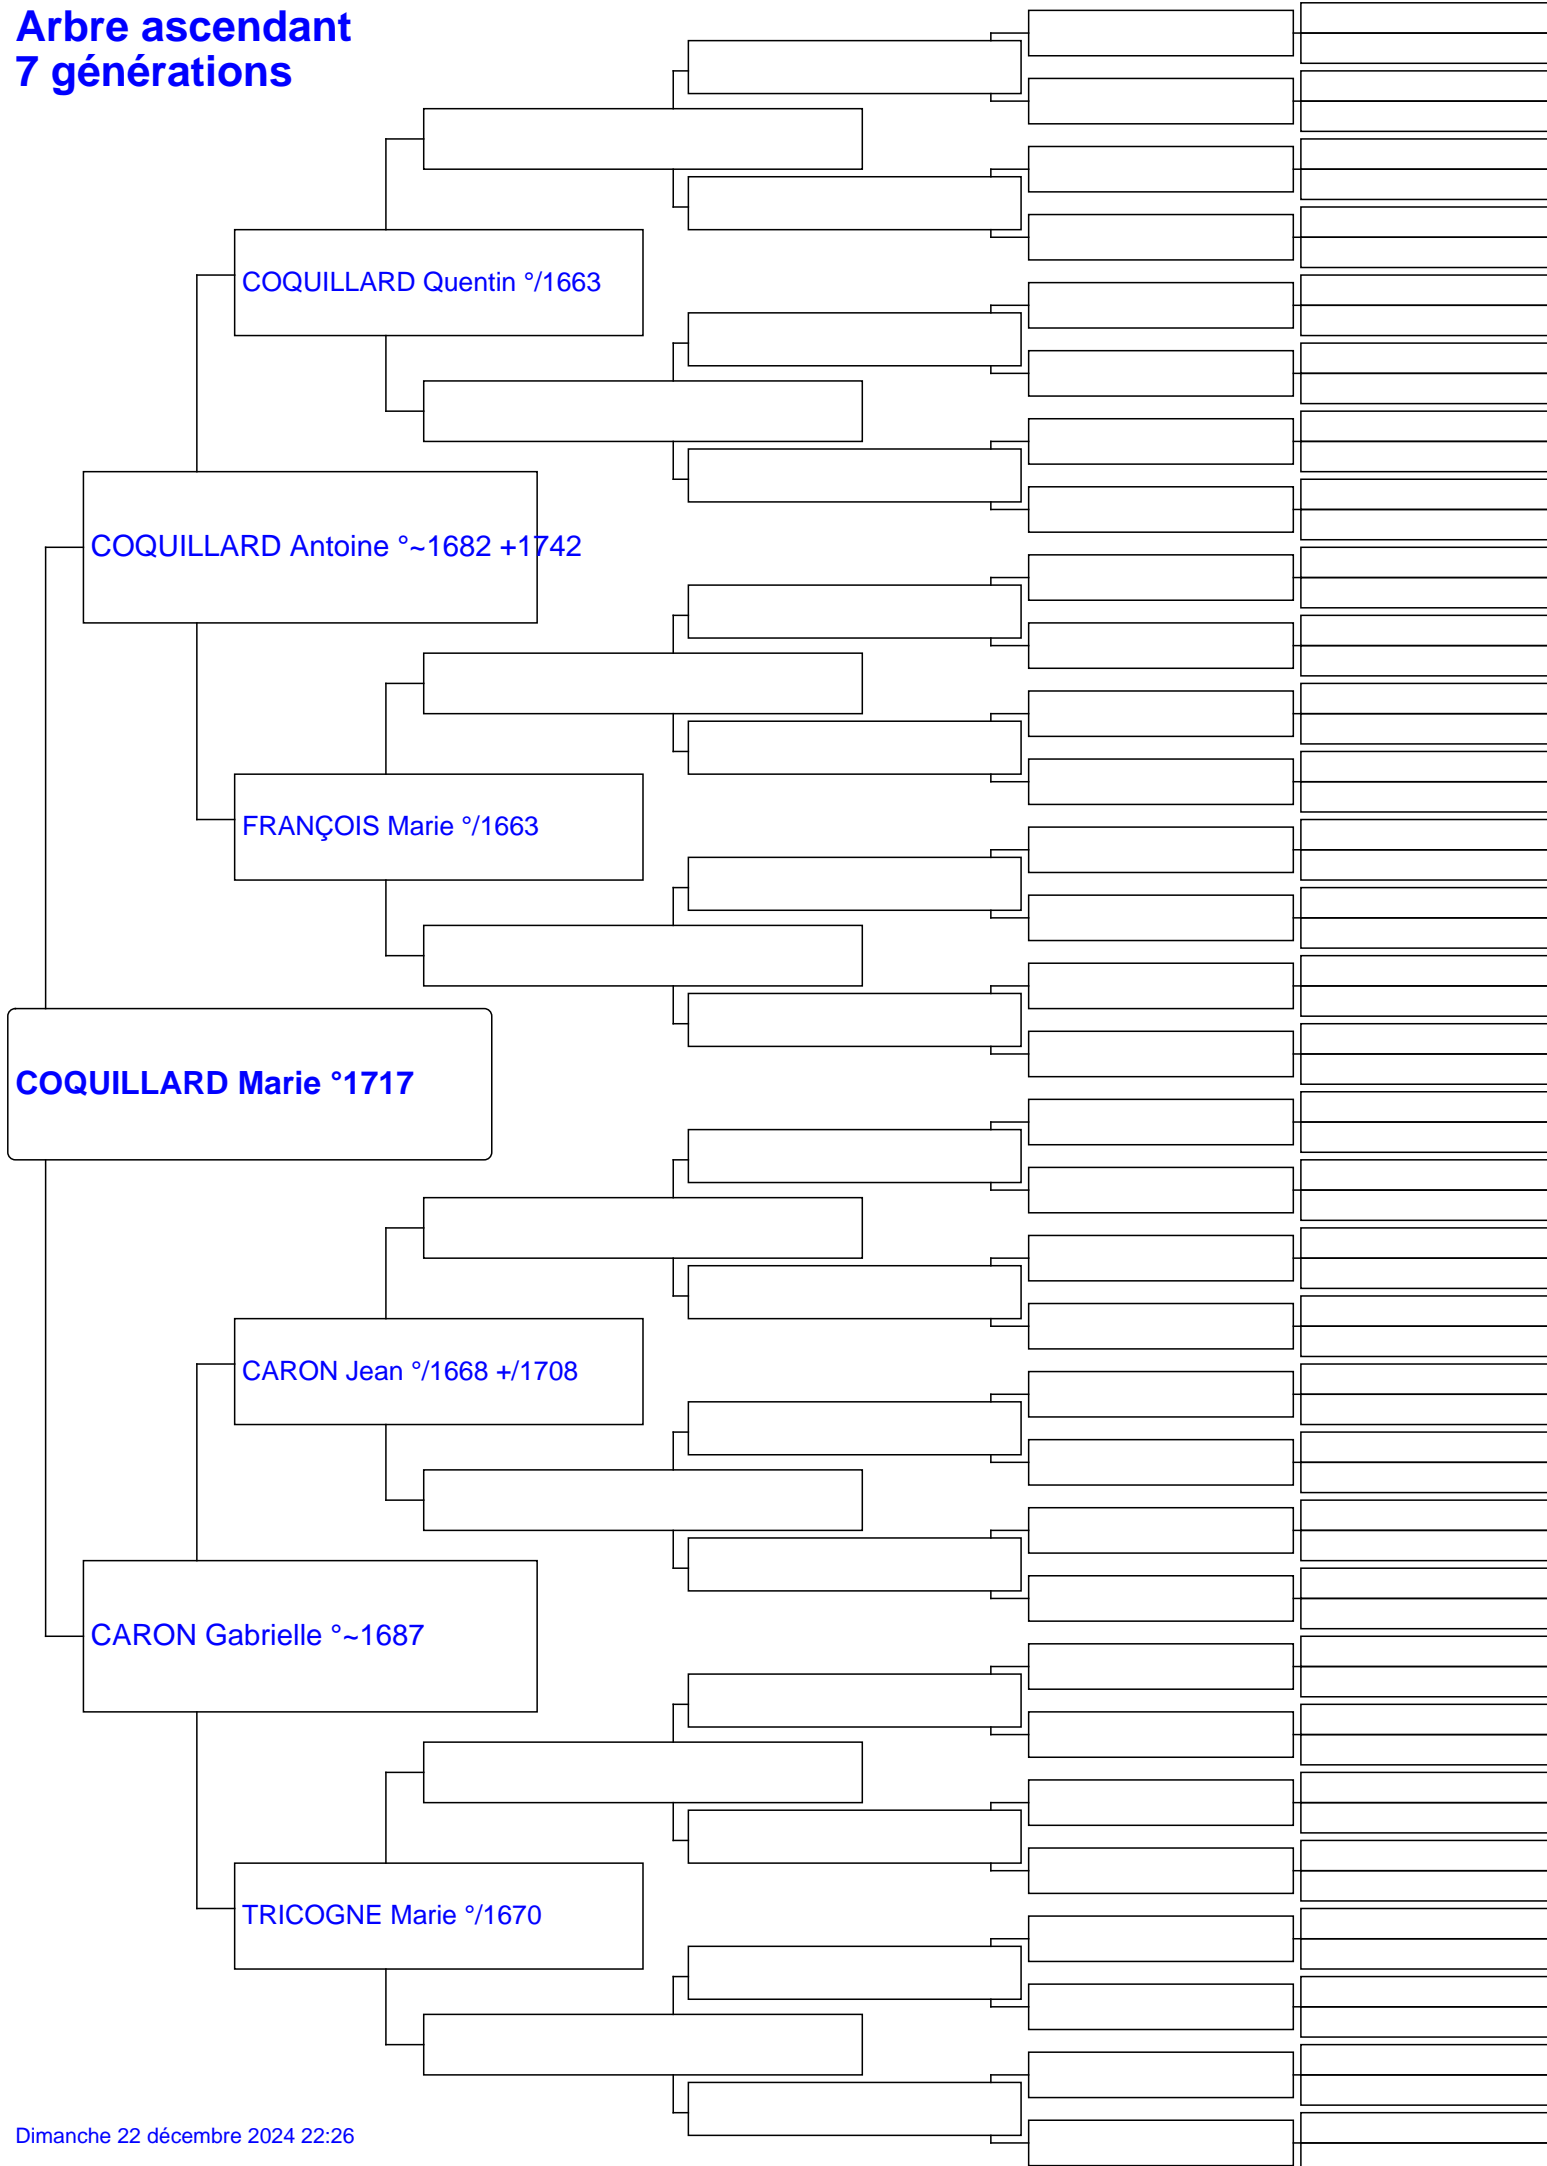 Arbre ascendant
7 générations
COQUILLARD Quentin °/1663
COQUILLARD Antoine °~1682 +1742
FRANÇOIS Marie °/1663
COQUILLARD Marie °1717
CARON Jean °/1668 +/1708
CARON Gabrielle °~1687
TRICOGNE Marie °/1670
Dimanche 22 décembre 2024 22:26